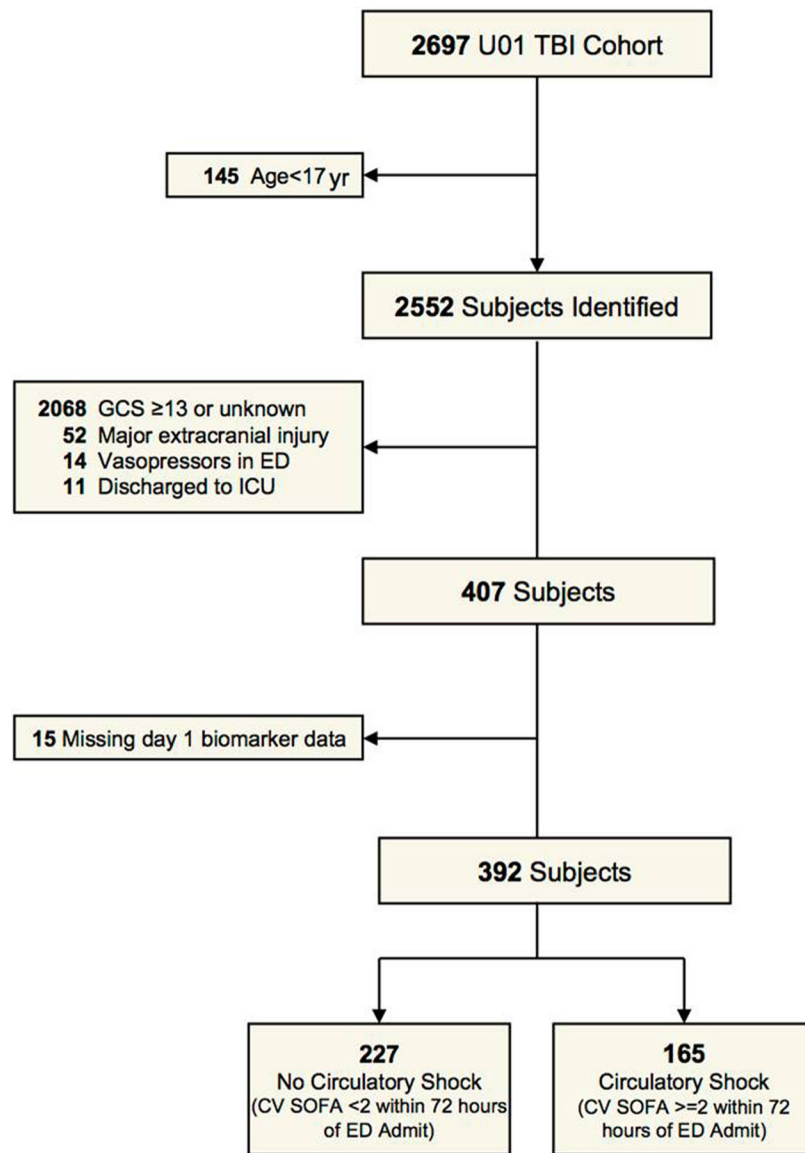 2697 U01 TBI Cohort
145 Age<17 yr
2552 Subjects Identified
2068 GCS ≥13 or unknown
52 Major extracranial injury
14 Vasopressors in ED
11 Discharged to ICU
407 Subjects
15 Missing day 1 biomarker data
392 Subjects
227
No Circulatory Shock
(CV SOFA <2 within 72 hours
of ED Admit)
165
Circulatory Shock
(CV SOFA >=2 within 72
hours of ED Admit)